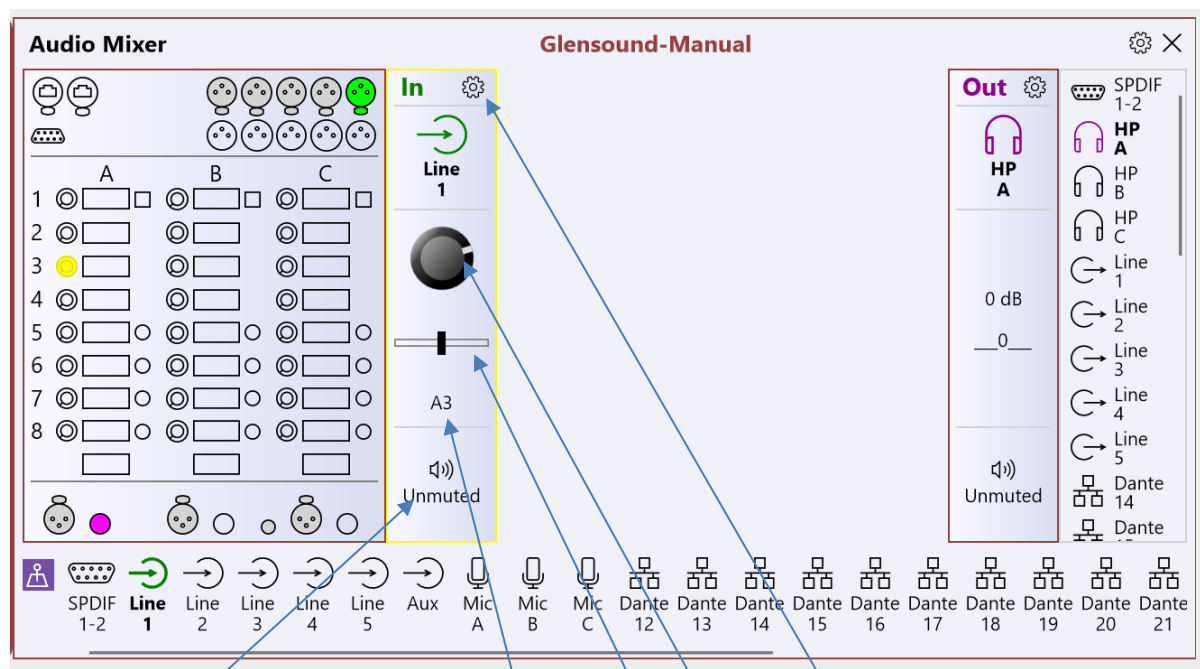 Audio Mixer
Glensound-Manual
A B C
1
2
3
4
5
6
7
8
In
Line
1
A3
Unmuted
Out
HP
A
0 dB
___0___
Unmuted
SPDIF
1-2
HP
A
HP
B
HP
C
Line
1
Line
2
Line
3
Line
4
Line
5
Dante
14
Dante
SPDIF
1-2
Line
1
Line
2
Line
3
Line
4
Line
5
Aux
Mic
A
Mic
B
Mic
C
Dante
12
Dante
13
Dante
14
Dante
15
Dante
16
Dante
17
Dante
18
Dante
19
Dante
20
Dante
21